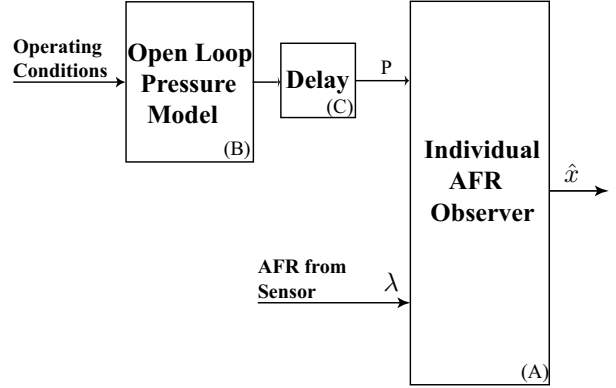 Operating
Conditions
Open Loop
Pressure
Model
(B)
Delay
(C)
P
Individual
AFR
Observer
(A)
x̂
AFR from
Sensor
λ